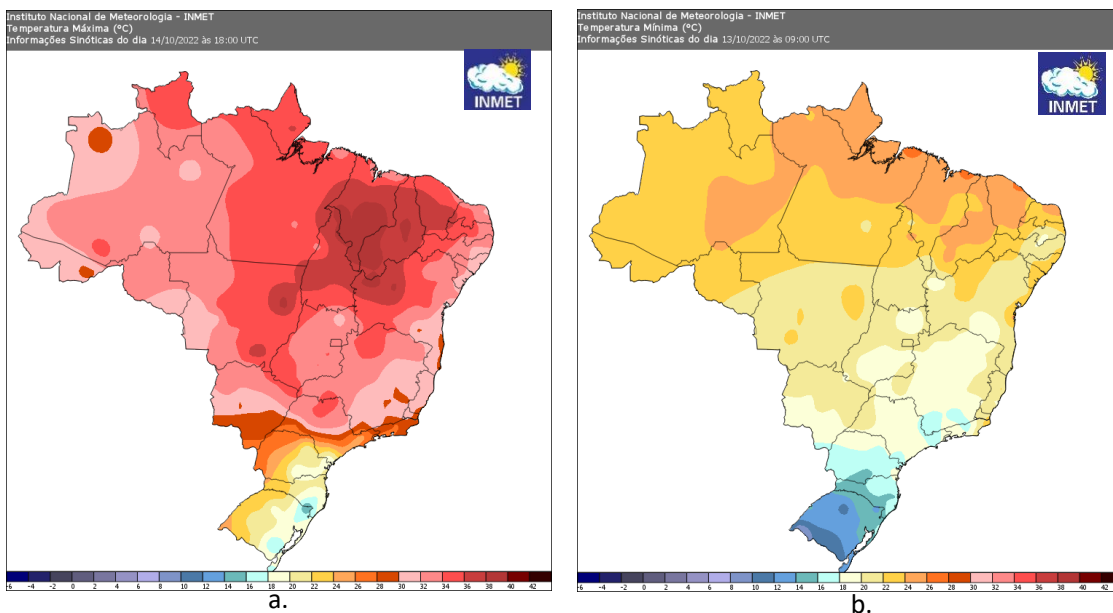 Instituto Nacional de Meteorologia - INMET
Temperatura Máxima (ºC)
Informações Sinóticas do dia 14/10/2022 às 18:00 UTC
INMET
-6 -4 -2 0 2 4 6 8 10 12 14 16 18 20 22 24 26 28 30 32 34 36 38 40 42
a.
Instituto Nacional de Meteorologia - INMET
Temperatura Mínima (ºC)
Informações Sinóticas do dia 13/10/2022 às 09:00 UTC
INMET
-6 -4 -2 0 2 4 6 8 10 12 14 16 18 20 22 24 26 28 30 32 34 36 38 40 42
b.